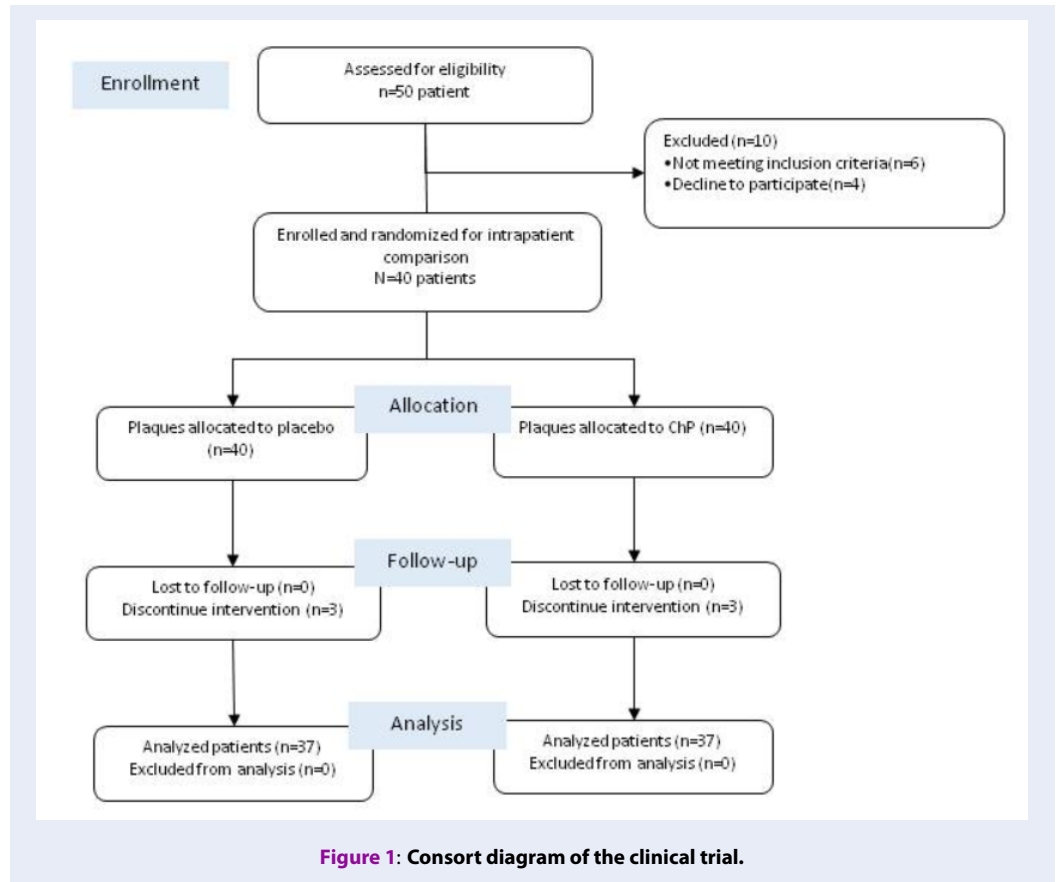 Enrollment
Assessed for eligibility
n=50 patient
Excluded (n=10)
•Not meeting inclusion criteria(n=6)
•Decline to participate(n=4)
Enrolled and randomized for intrapatient
comparison
N=40 patients
Allocation
Plaques allocated to placebo
(n=40)
Plaques allocated to ChP (n=40)
Follow-up
Lost to follow-up (n=0)
Discontinue intervention (n=3)
Lost to follow-up (n=0)
Discontinue intervention (n=3)
Analysis
Analyzed patients (n=37)
Excluded from analysis (n=0)
Analyzed patients (n=37)
Excluded from analysis (n=0)
Figure 1: Consort diagram of the clinical trial.